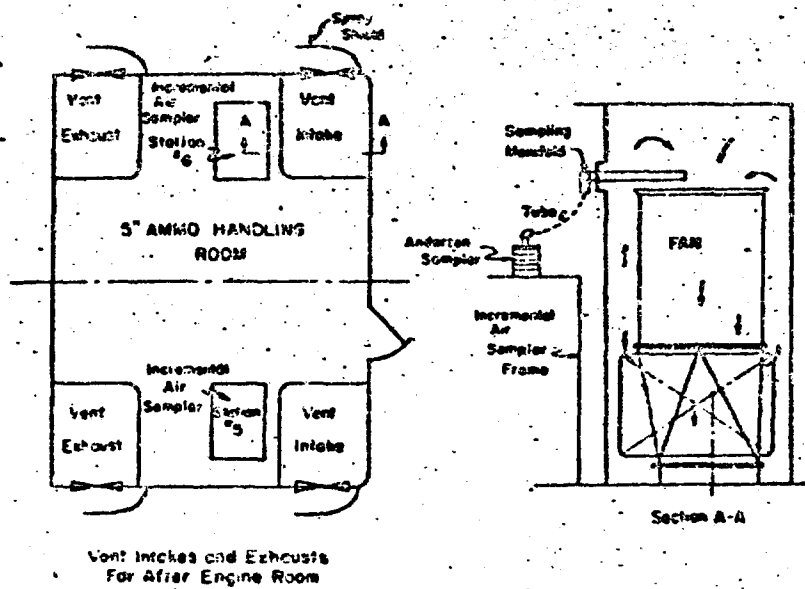 Spray
Shield
Incremental
Air
Sampler
Station
#6
Vent
Exhaust
Vent
Intake
A
A
5" AMMO HANDLING
ROOM
Incremental
Air
Sampler
Station
#5
Vent
Exhaust
Vent
Intake
Vent Intakes and Exhausts
For After Engine Room
Sampling
Manifold
Tube
Andersen
Sampler
FAN
Incremental
Air
Sampler
Frame
Section A-A